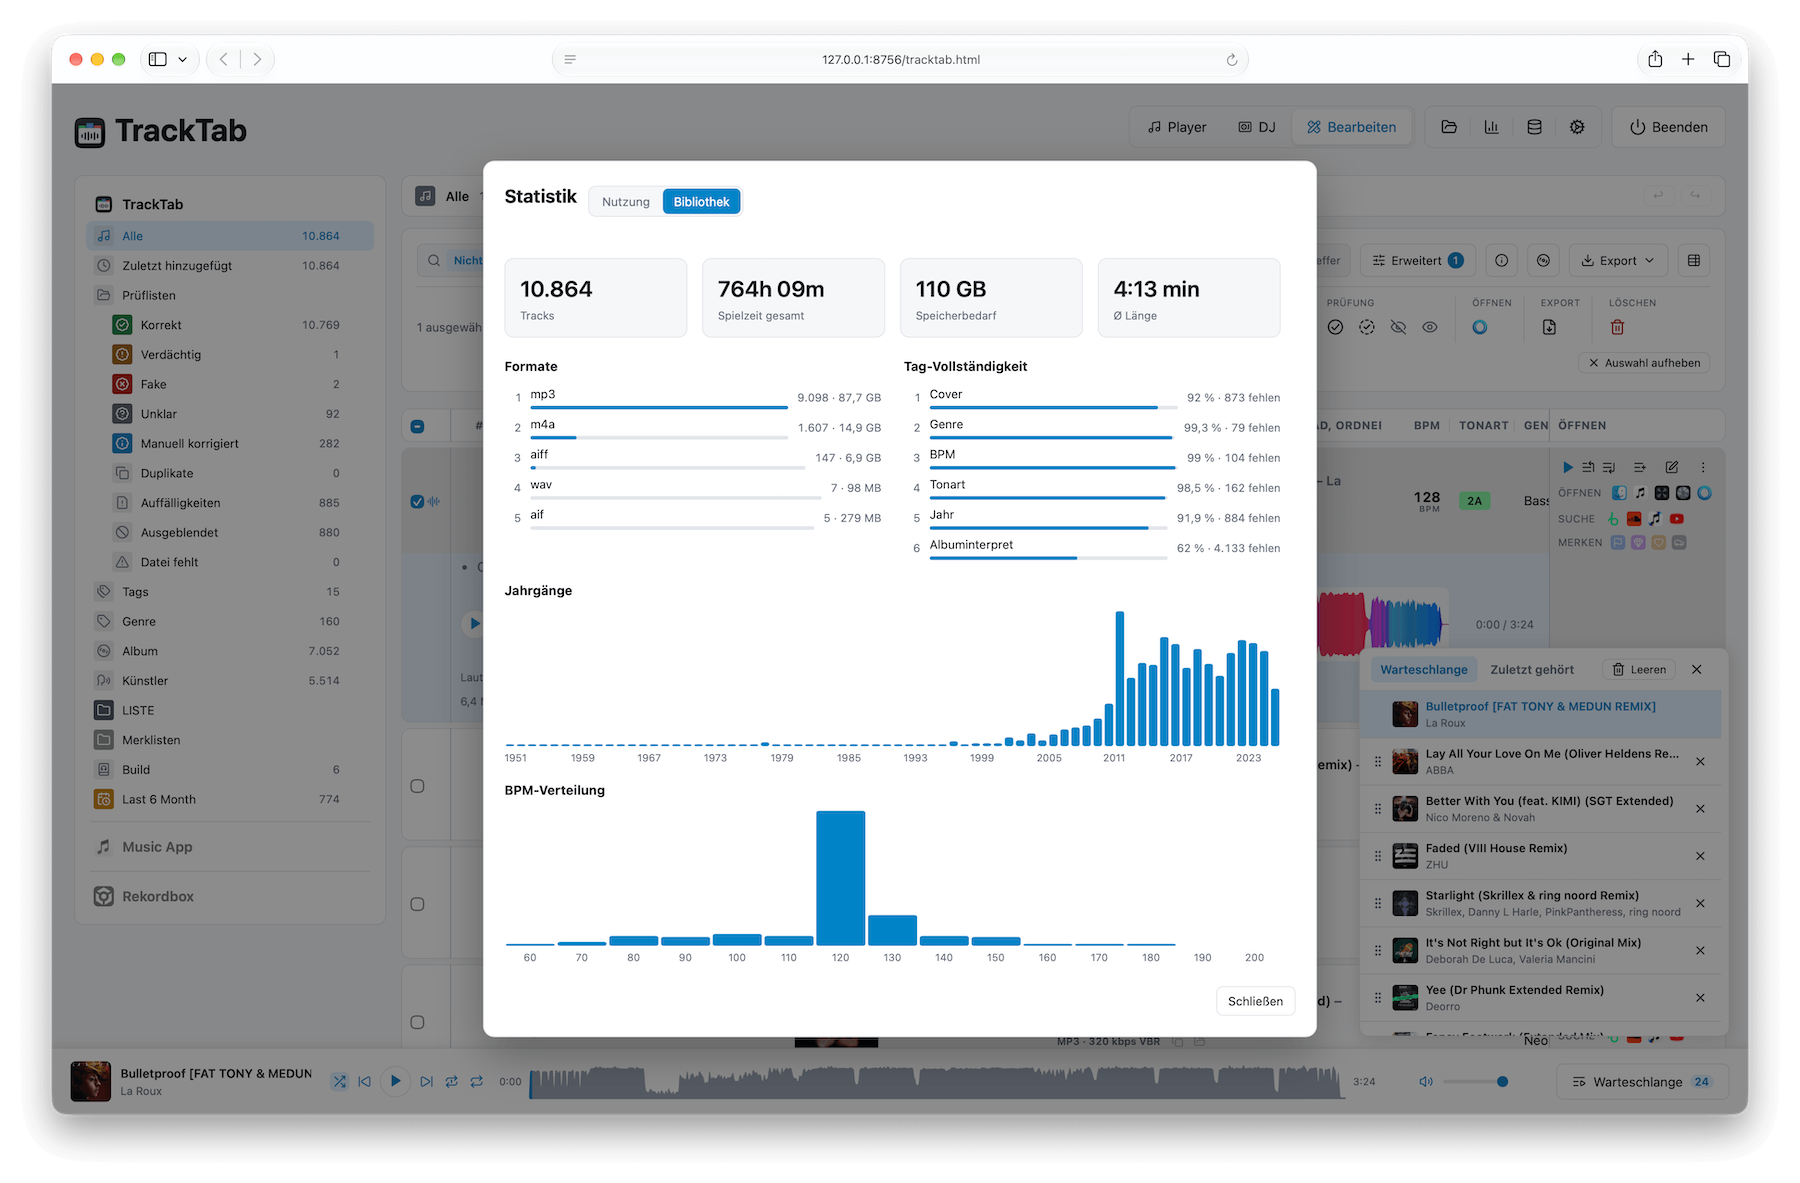 127.0.0.1:8756/tracktab.html
TrackTab
Player
DJ
Bearbeiten
Beenden
TrackTab
Alle 10.864
Zuletzt hinzugefügt 10.864
Prüflisten
Korrekt 10.769
Verdächtig 1
Fake 2
Unklar 92
Manuell korrigiert 282
Duplikate 0
Auffälligkeiten 885
Ausgeblendet 880
Datei fehlt 0
Tags 15
Genre 160
Album 7.052
Künstler 5.514
LISTE
Merklisten
Build 6
Last 6 Month 774
Music App
Rekordbox
Alle
Nicht
1 ausgewäh
#
Laut
Statistik
Nutzung
Bibliothek
10.864
Tracks
764h 09m
Spielzeit gesamt
110 GB
Speicherbedarf
4:13 min
Ø Länge
Formate
1 mp3 9.098 · 87,7 GB
2 m4a 1.607 · 14,9 GB
3 aiff 147 · 6,9 GB
4 wav 7 · 98 MB
5 aif 5 · 279 MB
Tag-Vollständigkeit
1 Cover 92 % · 873 fehlen
2 Genre 99,3 % · 79 fehlen
3 BPM 99 % · 104 fehlen
4 Tonart 98,5 % · 162 fehlen
5 Jahr 91,9 % · 884 fehlen
6 Albuminterpret 62 % · 4.133 fehlen
Jahrgänge
1951 1959 1967 1973 1979 1985 1993 1999 2005 2011 2017 2023
BPM-Verteilung
60 70 80 90 100 110 120 130 140 150 160 170 180 190 200
Schließen
effer
Erweitert 1
Export
PRÜFUNG
ÖFFNEN
EXPORT
LÖSCHEN
Auswahl aufheben
ORDNEI
BPM
TONART
GEN
ÖFFNEN
– La
128
BPM
2A
Bass
ÖFFNEN
SUCHE
MERKEN
0:00 / 3:24
emix) –
d) –
Warteschlange
Zuletzt gehört
Leeren
Bulletproof [FAT TONY & MEDUN REMIX]
La Roux
Lay All Your Love On Me (Oliver Heldens Re...
ABBA
Better With You (feat. KIMI) (SGT Extended)
Nico Moreno & Novah
Faded (VIII House Remix)
ZHU
Starlight (Skrillex & ring noord Remix)
Skrillex, Danny L Harle, PinkPantheress, ring noord
It's Not Right but It's Ok (Original Mix)
Deborah De Luca, Valeria Mancini
Yee (Dr Phunk Extended Remix)
Deorro
MP3 · 320 kbps VBR
Neo
Bulletproof [FAT TONY & MEDUN
La Roux
0:00
3:24
Warteschlange 24